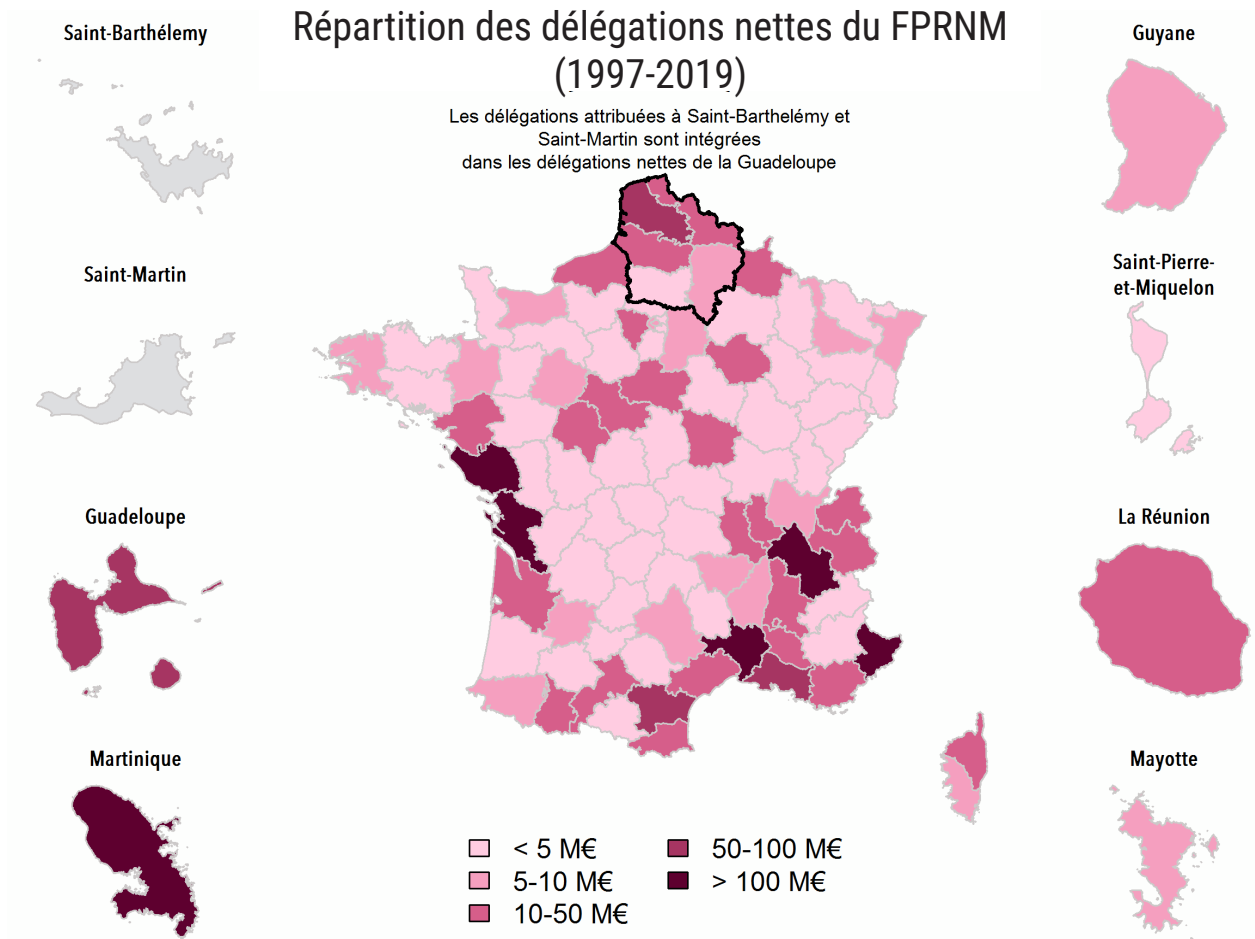 Répartition des délégations nettes du FPRNM
(1997-2019)
Les délégations attribuées à Saint-Barthelémy et
Saint-Martin sont intégrées
dans les délégations nettes de la Guadeloupe
Saint-Barthélemy
Saint-Martin
Guadeloupe
Martinique
Guyane
Saint-Pierre-
et-Miquelon
La Réunion
Mayotte
< 5 M€
5-10 M€
10-50 M€
50-100 M€
> 100 M€